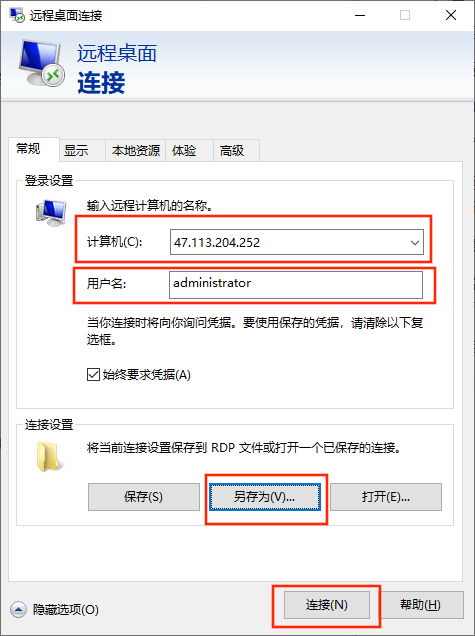 远程桌面连接
远程桌面
连接
常规 显示 本地资源 体验 高级
登录设置
输入远程计算机的名称。
计算机(C): 47.113.204.252
用户名: administrator
当你连接时将向你询问凭据。要使用保存的凭据，请清除以下复
选框。
始终要求凭据(A)
连接设置
将当前连接设置保存到 RDP 文件或打开一个已保存的连接。
保存(S) 另存为(V)... 打开(E)...
隐藏选项(O) 连接(N) 帮助(H)